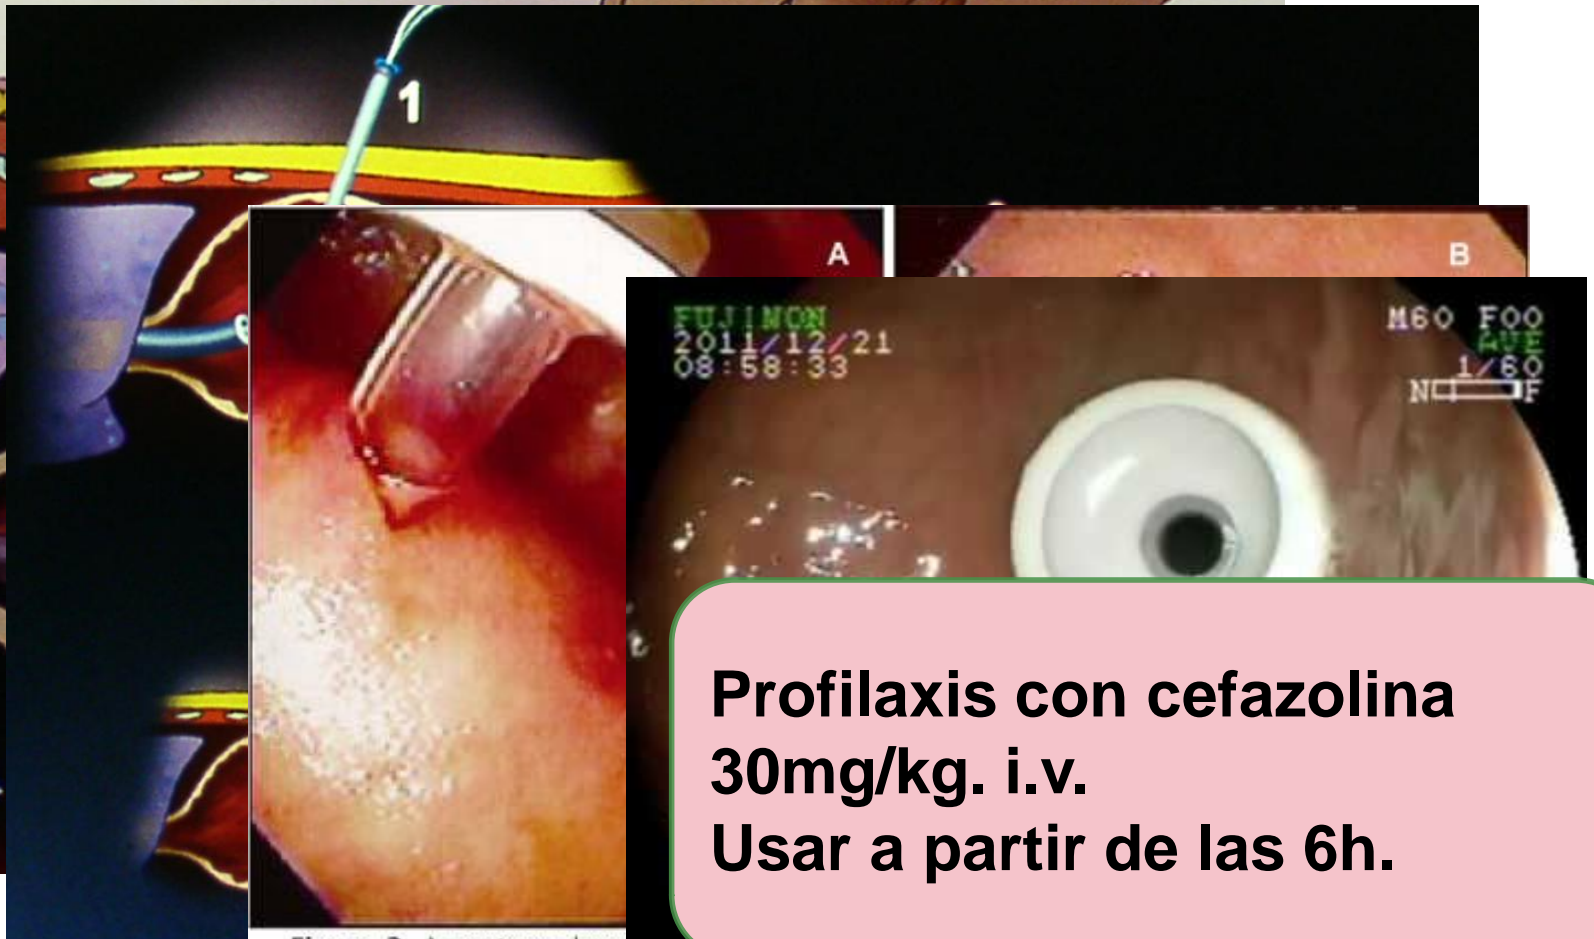 1
A
B
FUJINON
2011/12/21
08:58:33
M60 F00
AVE
1/60
N F
Profilaxis con cefazolina
30mg/kg. i.v.
Usar a partir de las 6h.